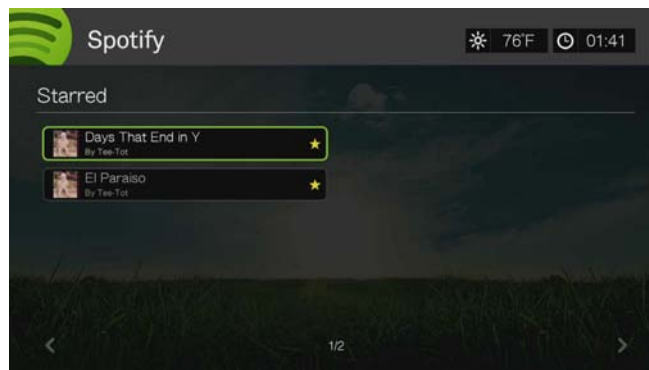 Spotify
76°F
01:41
Starred
Days That End in Y
By Tee-Tot
El Paraiso
By Tee-Tot
1/2